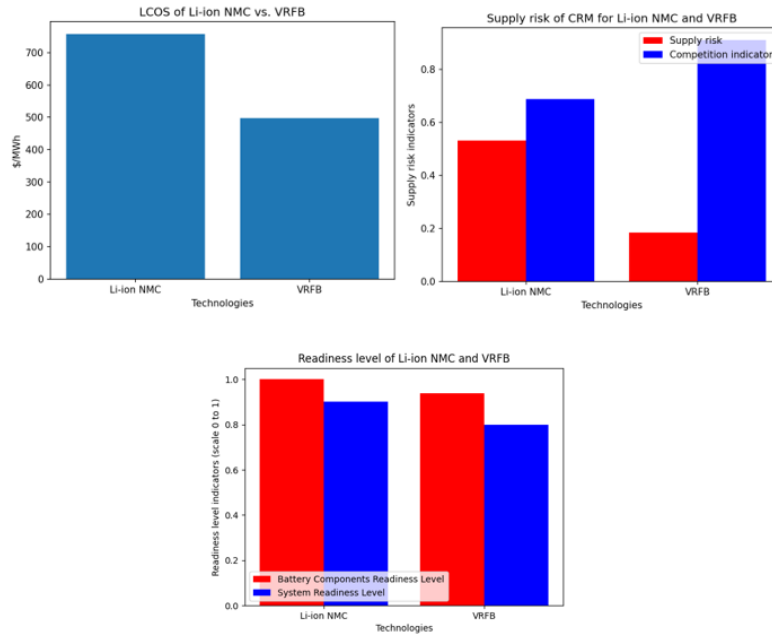 LCOS of Li-ion NMC vs. VRFB
700
600
500
400
300
200
100
0
$/MWh
Li-ion NMC
VRFB
Technologies
Supply risk of CRM for Li-ion NMC and VRFB
Supply risk
Competition indicator
0.8
0.6
0.4
0.2
0.0
Supply risk indicators
Li-ion NMC
VRFB
Technologies
Readiness level of Li-ion NMC and VRFB
1.0
0.8
0.6
0.4
0.2
0.0
Readiness level indicators (scale 0 to 1)
Battery Components Readiness Level
System Readiness Level
Li-ion NMC
VRFB
Technologies